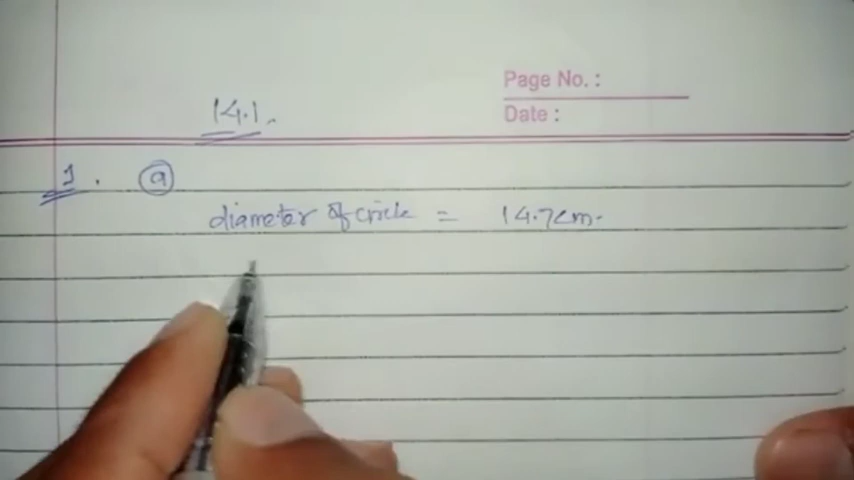 Page No. :
14.1.
Date :
1. (a)
diameter of circle = 14.7cm.